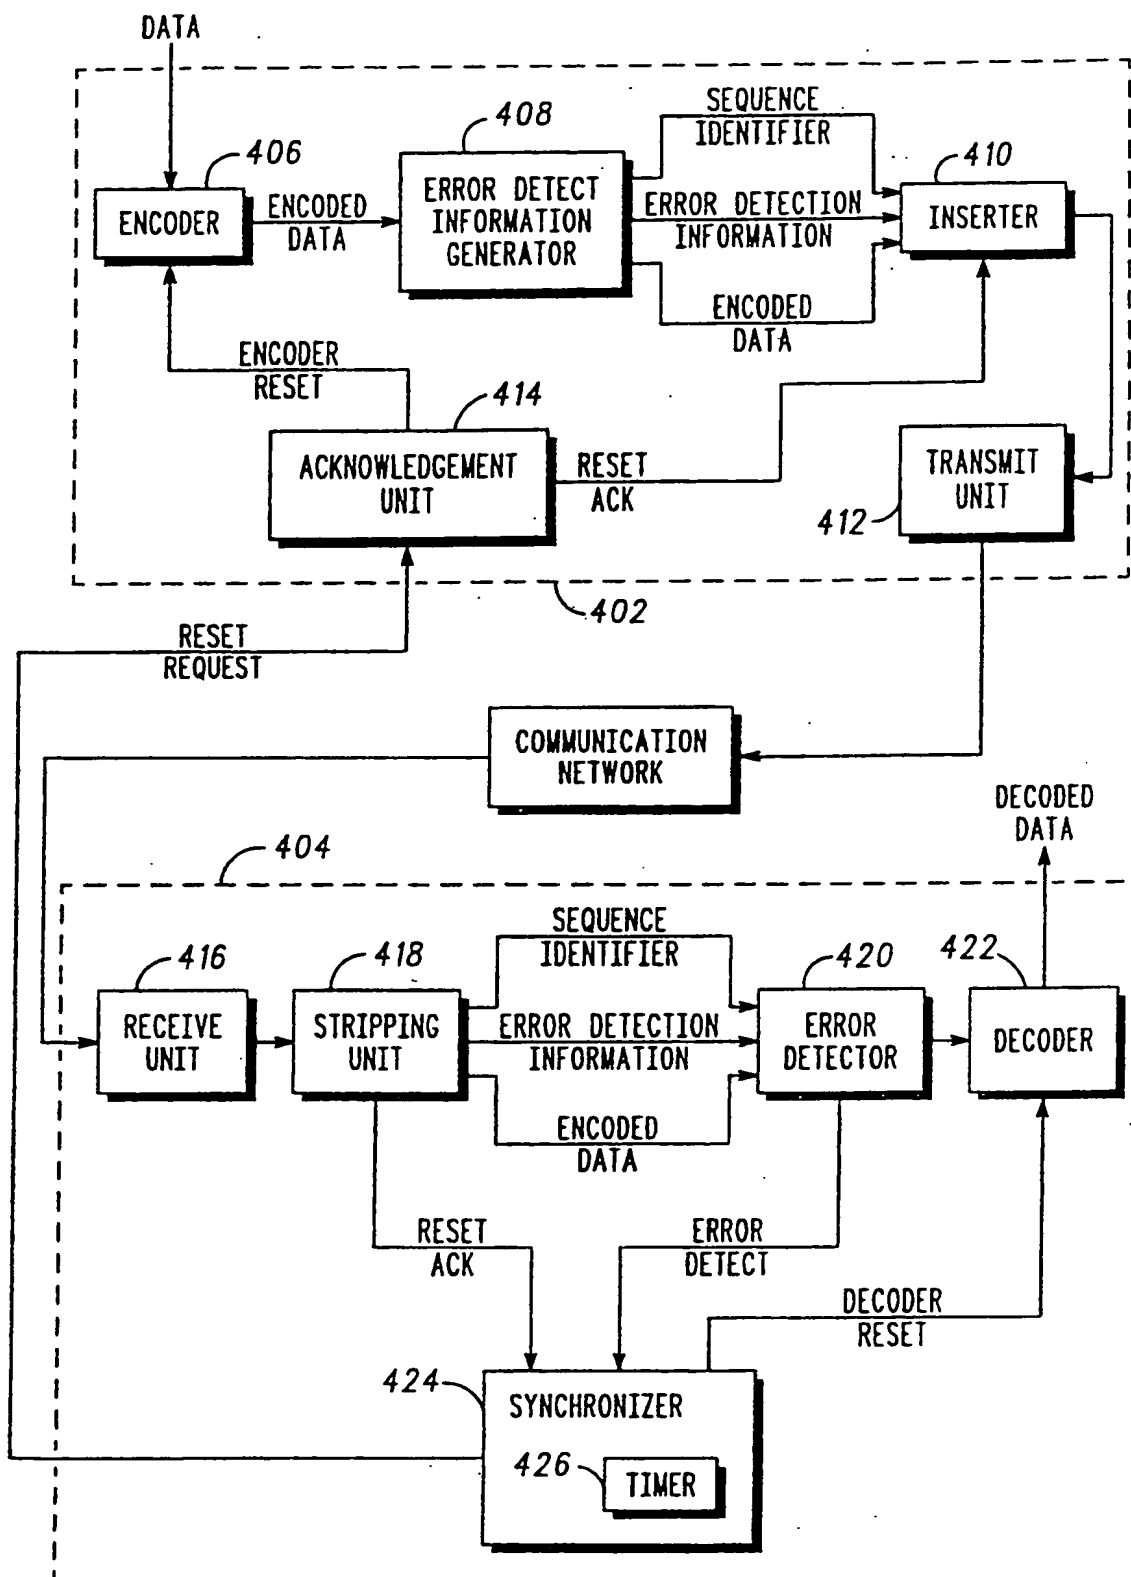 DATA
406
ENCODER
ENCODED
DATA
408
ERROR DETECT
INFORMATION
GENERATOR
SEQUENCE
IDENTIFIER
ERROR DETECTION
INFORMATION
ENCODED
DATA
410
INSERTER
ENCODER
RESET
414
ACKNOWLEDGEMENT
UNIT
RESET
ACK
TRANSMIT
UNIT
412
402
RESET
REQUEST
COMMUNICATION
NETWORK
DECODED
DATA
404
416
RECEIVE
UNIT
418
STRIPPING
UNIT
SEQUENCE
IDENTIFIER
ERROR DETECTION
INFORMATION
ENCODED
DATA
420
ERROR
DETECTOR
422
DECODER
RESET
ACK
ERROR
DETECT
DECODER
RESET
424
SYNCHRONIZER
426
TIMER